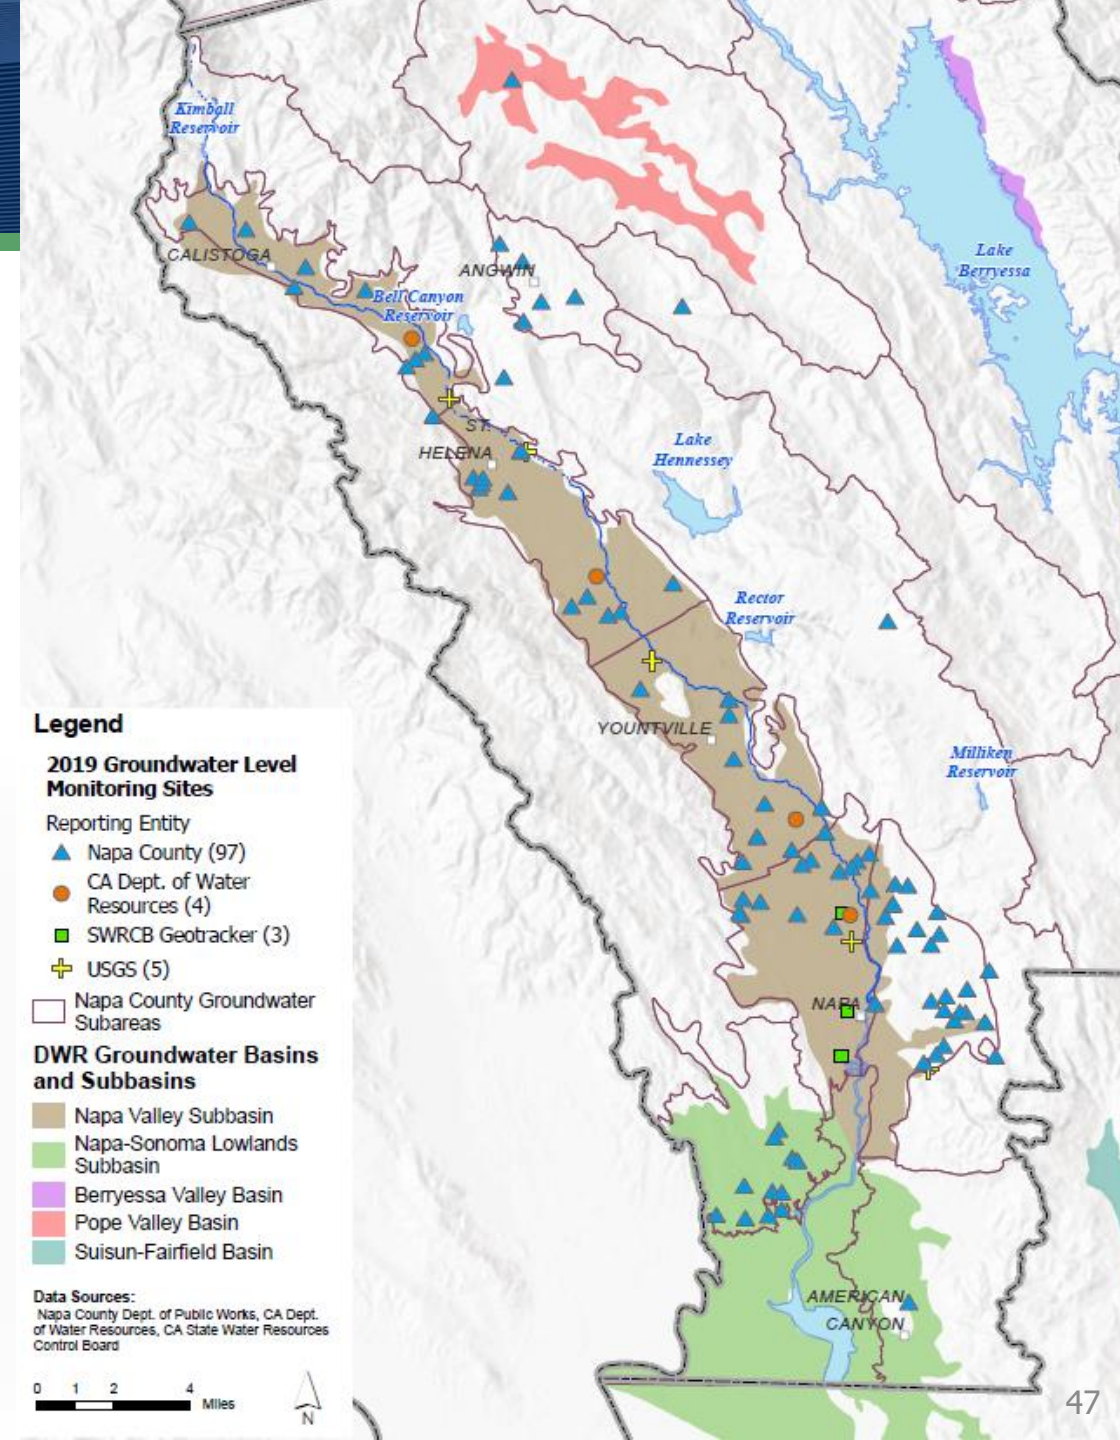 Kimball
Reservoir
CALISTOGA
ANGWIN
Bell Canyon
Reservoir
Lake
Berryessa
ST.
HELENA
Lake
Hennessey
Rector
Reservoir
YOUNTVILLE
Milliken
Reservoir
NAPA
AMERICAN
CANYON
Legend
2019 Groundwater Level
Monitoring Sites
Reporting Entity
Napa County (97)
CA Dept. of Water
Resources (4)
SWRCB Geotracker (3)
USGS (5)
Napa County Groundwater
Subareas
DWR Groundwater Basins
and Subbasins
Napa Valley Subbasin
Napa-Sonoma Lowlands
Subbasin
Berryessa Valley Basin
Pope Valley Basin
Suisun-Fairfield Basin
Data Sources:
Napa County Dept. of Public Works, CA Dept.
of Water Resources, CA State Water Resources
Control Board
0 1 2 4
Miles
N
47